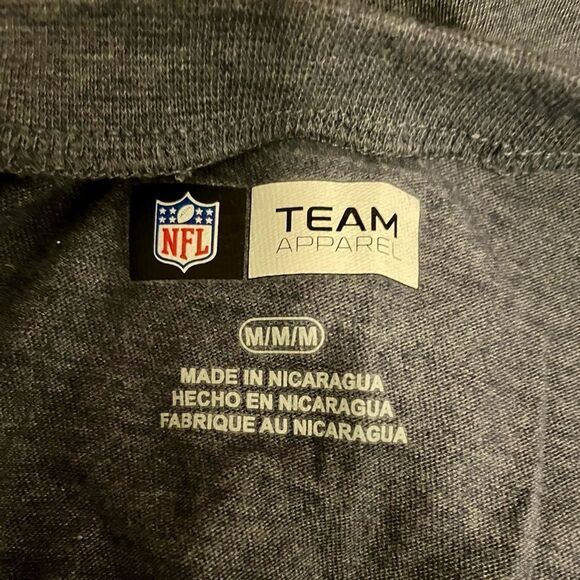 NFL
TEAM
APPAREL
M/M/M
MADE IN NICARAGUA
HECHO EN NICARAGUA
FABRIQUE AU NICARAGUA